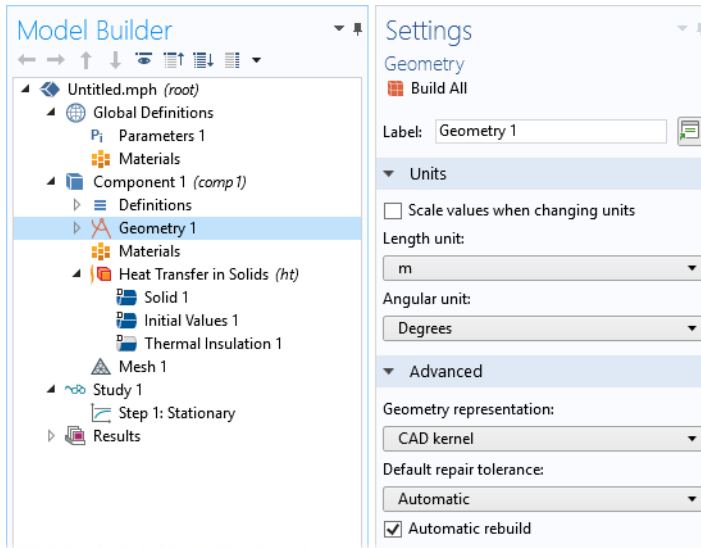 Model Builder
Untitled.mph (root)
Global Definitions
Pi Parameters 1
Materials
Component 1 (comp1)
Definitions
Geometry 1
Materials
Heat Transfer in Solids (ht)
Solid 1
Initial Values 1
Thermal Insulation 1
Mesh 1
Study 1
Step 1: Stationary
Results
Settings
Geometry
Build All
Label: Geometry 1
Units
Scale values when changing units
Length unit:
m
Angular unit:
Degrees
Advanced
Geometry representation:
CAD kernel
Default repair tolerance:
Automatic
Automatic rebuild